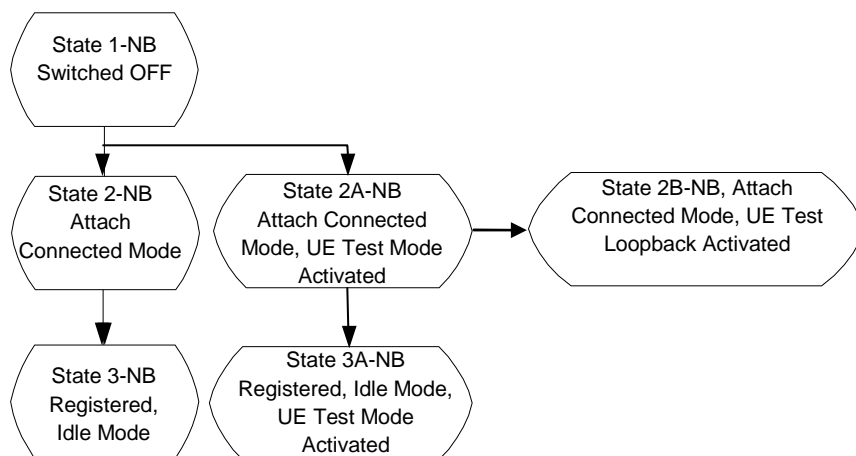 State 1-NB
Switched OFF
State 2-NB
Attach
Connected Mode
State 2A-NB
Attach Connected
Mode, UE Test Mode
Activated
State 2B-NB, Attach
Connected Mode, UE Test
Loopback Activated
State 3-NB
Registered,
Idle Mode
State 3A-NB
Registered, Idle Mode,
UE Test Mode
Activated